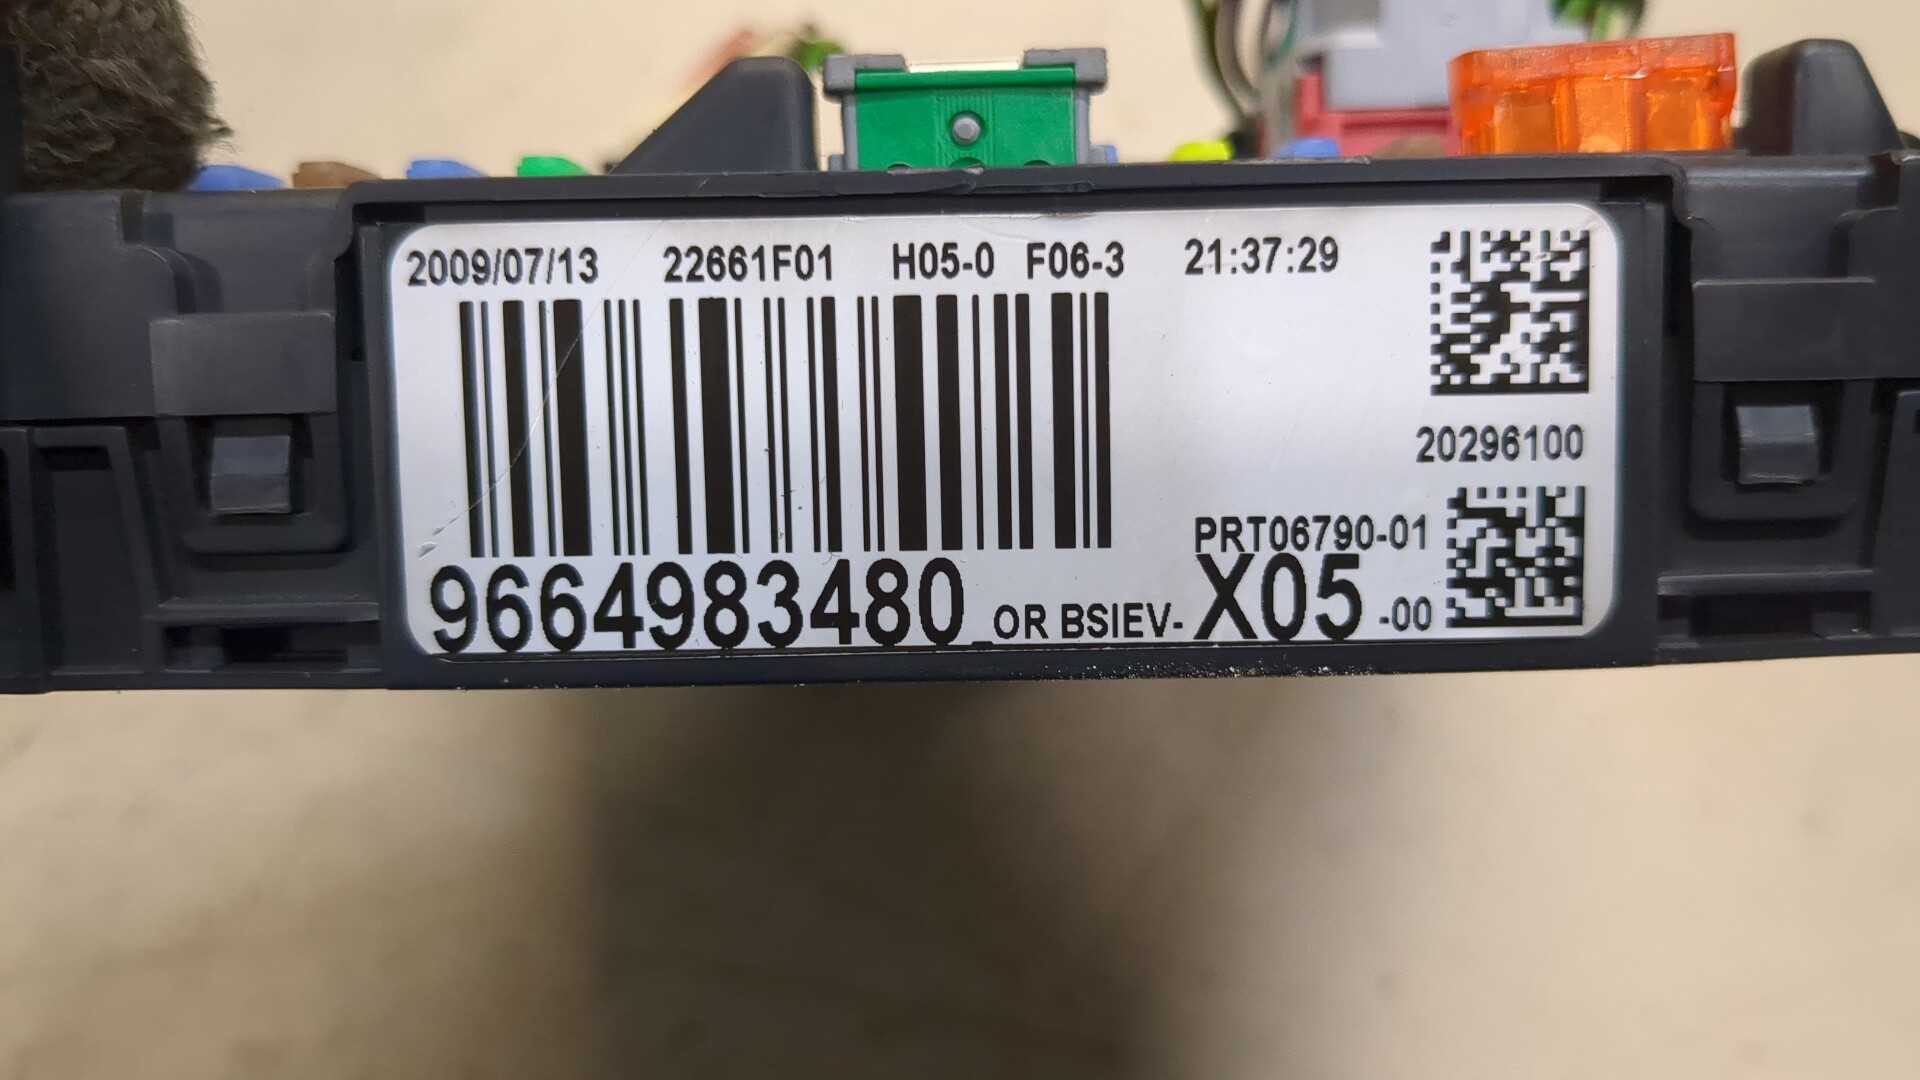 2009/07/13 22661F01 H05-0 F06-3 21:37:29
20296100
PRT06790-01
9664983480_OR BSIEV-X05-00